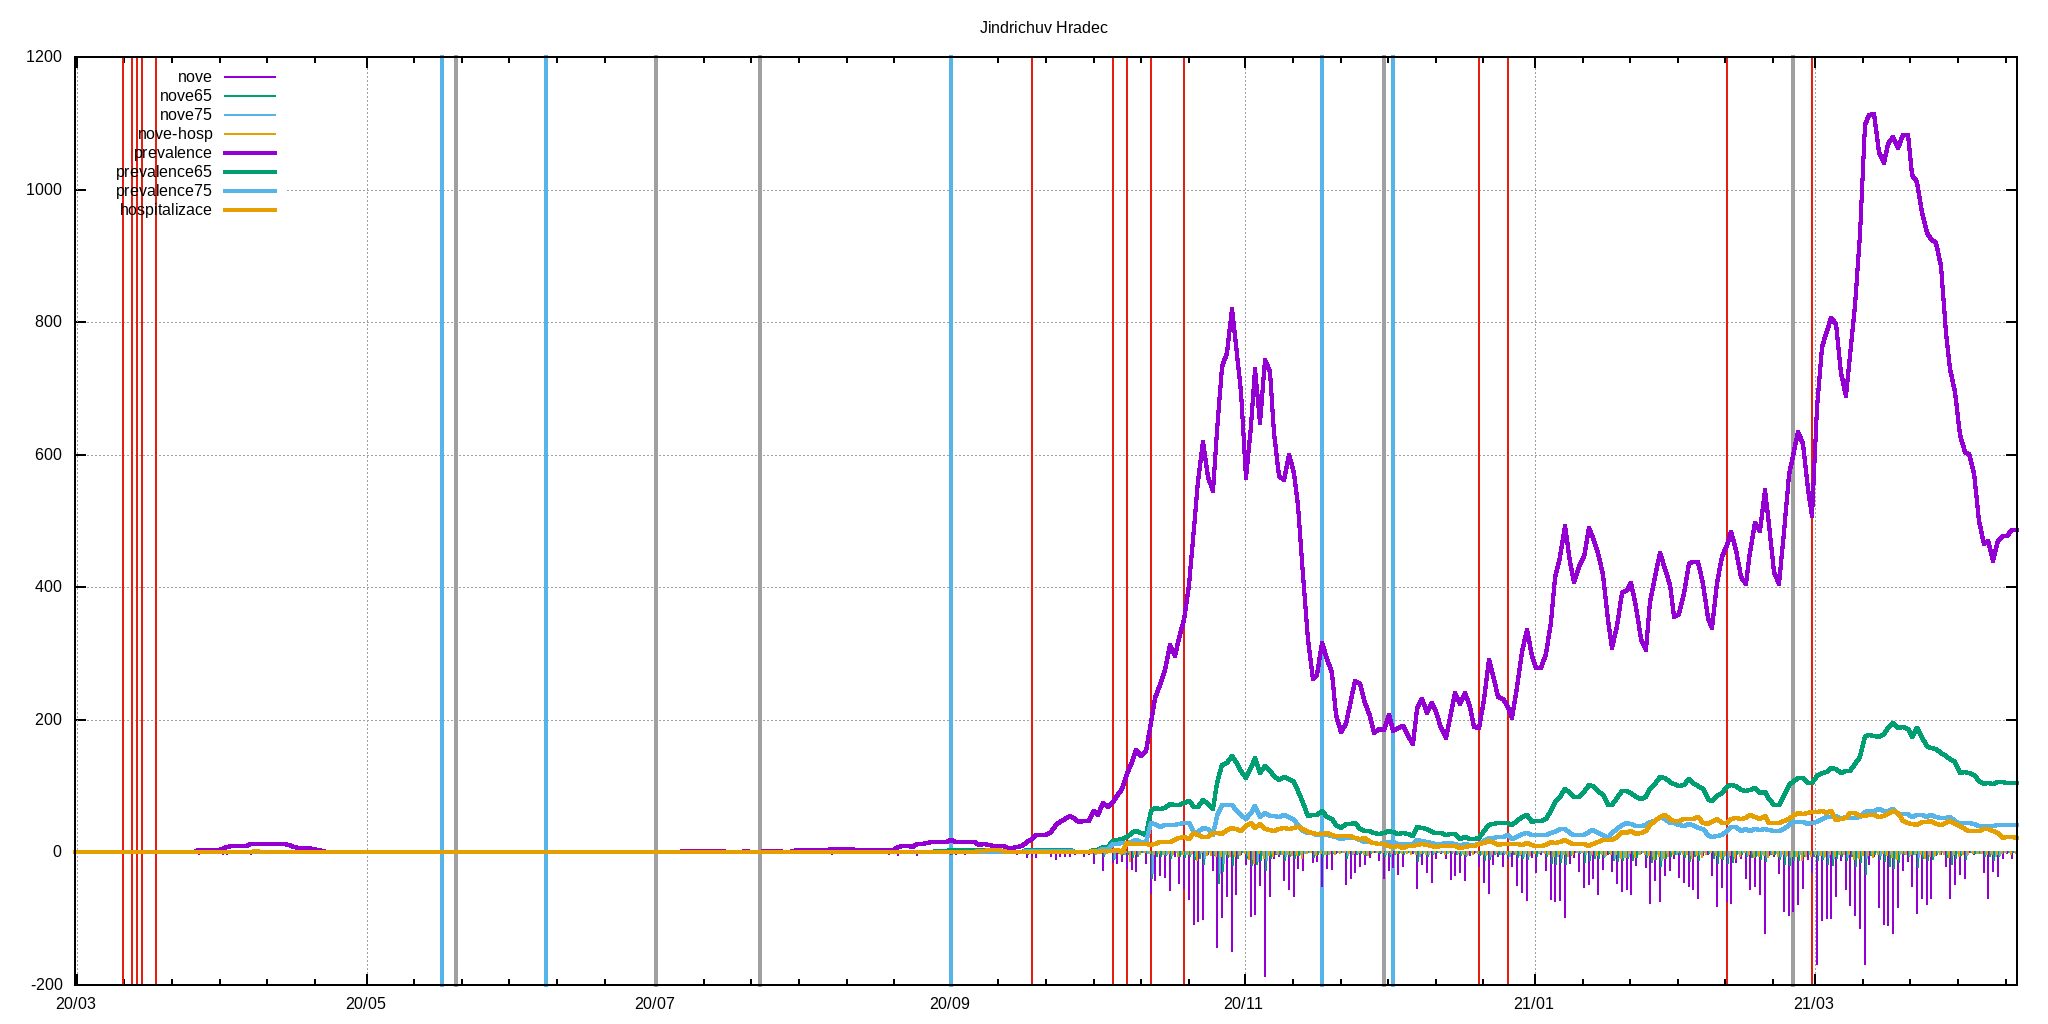 Jindrichuv Hradec
1200
1000
800
600
400
200
0
-200
nove
nove65
nove75
nove-hosp
prevalence
prevalence65
prevalence75
hospitalizace
20/03
20/05
20/07
20/09
20/11
21/01
21/03